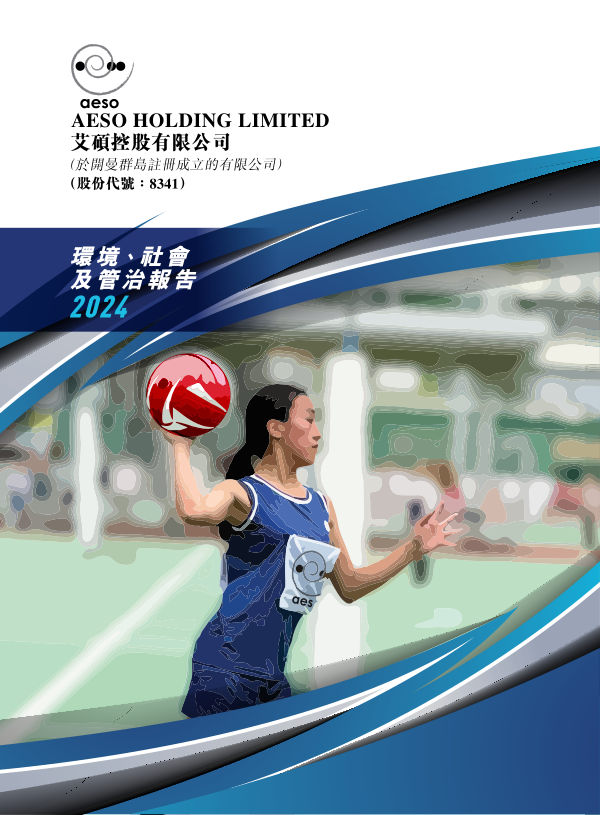 aeso
AESO HOLDING LIMITED
艾碩控股有限公司
(於開曼群島註冊成立的有限公司)
(股份代號：8341)
環境、社會
及管治報告
2024
aes